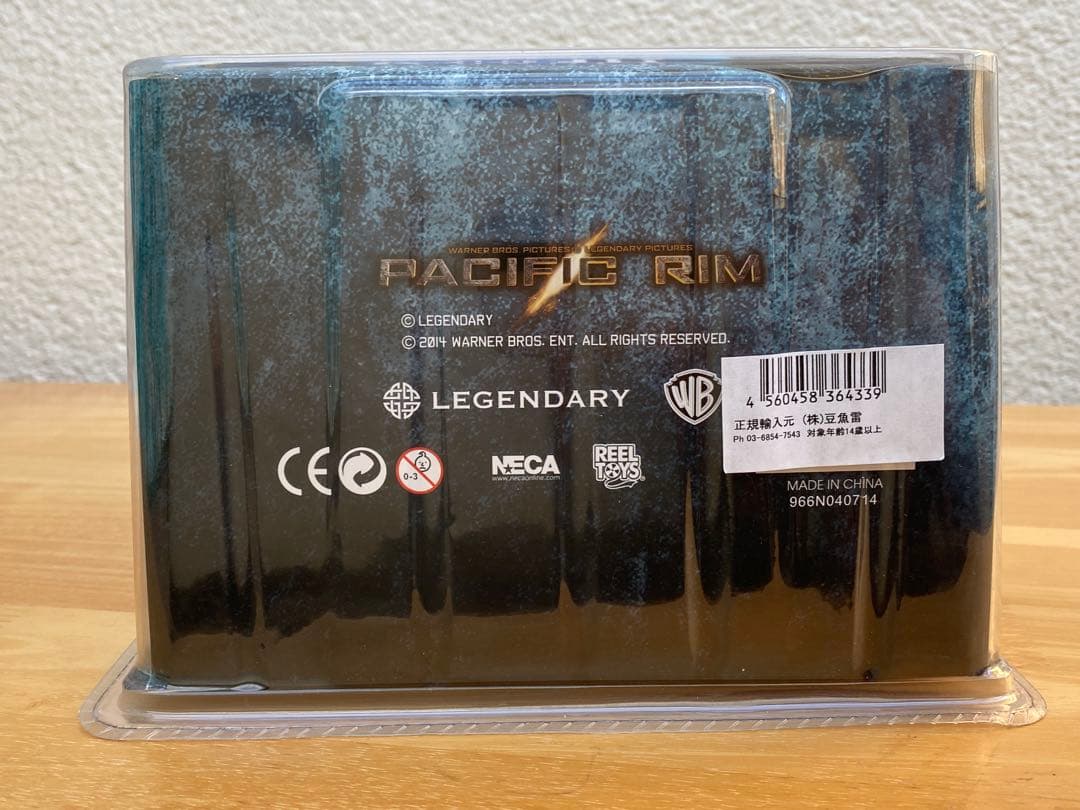 WARNER BROS. PICTURES & LEGENDARY PICTURES
PACIFIC RIM
© LEGENDARY
© 2014 WARNER BROS. ENT. ALL RIGHTS RESERVED.
LEGENDARY
WB
4 560458 364339
正規輸入元 (株)豆魚雷
Ph 03-6854-7543 対象年齢14歳以上
CE
0-3
NECA
www.necaonline.com
REEL
TOYS
MADE IN CHINA
966N040714